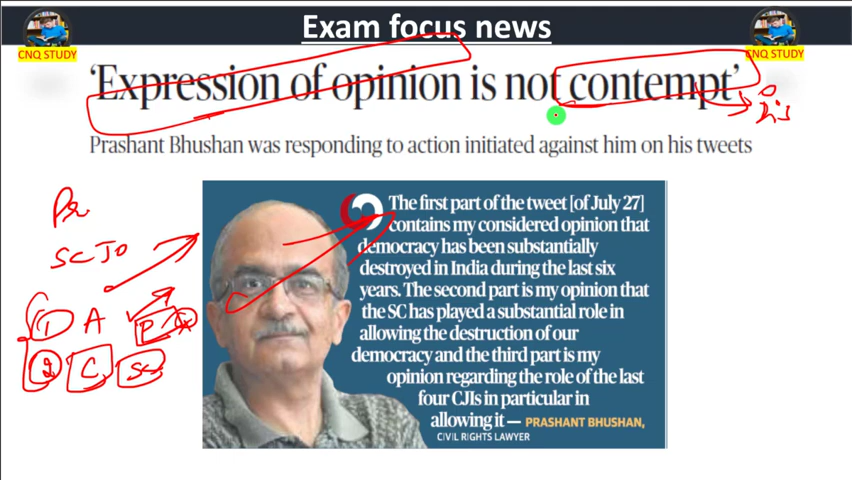 Exam focus news
CNQ STUDY
CNQ STUDY
‘Expression of opinion is not contempt’
Prashant Bhushan was responding to action initiated against him on his tweets
The first part of the tweet [of July 27]
contains my considered opinion that
democracy has been substantially
destroyed in India during the last six
years. The second part is my opinion that
the SC has played a substantial role in
allowing the destruction of our
democracy and the third part is my
opinion regarding the role of the last
four CJIs in particular in
allowing it — PRASHANT BHUSHAN,
CIVIL RIGHTS LAWYER
1 A P
2 C SC